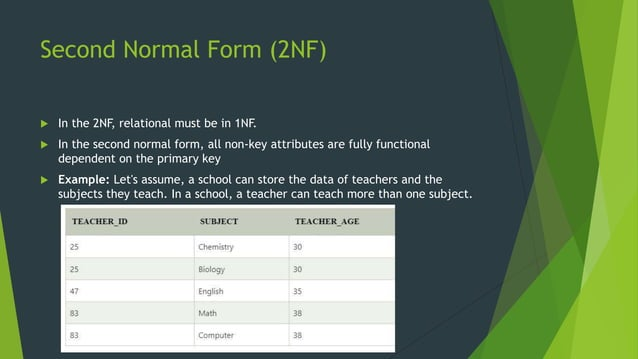 Second Normal Form (2NF)
In the 2NF, relational must be in 1NF.
In the second normal form, all non-key attributes are fully functional
dependent on the primary key
Example: Let's assume, a school can store the data of teachers and the
subjects they teach. In a school, a teacher can teach more than one subject.
TEACHER_ID SUBJECT TEACHER_AGE
25 Chemistry 30
25 Biology 30
47 English 35
83 Math 38
83 Computer 38